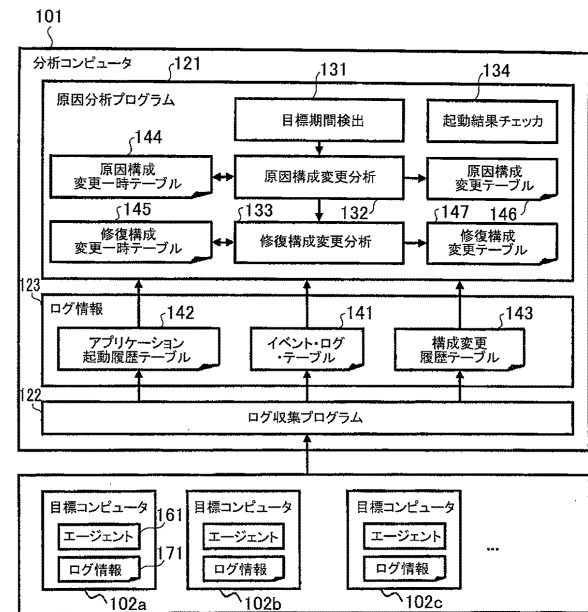 101
分析コンピュータ
121
原因分析プログラム
131
134
目標期間検出
起動結果チェッカ
144
原因構成
変更一時テーブル
原因構成変更分析
原因構成
変更テーブル
145
133
132
147
146
修復構成
変更一時テーブル
修復構成変更分析
修復構成
変更テーブル
123
ログ情報
142
141
143
アプリケーション
起動履歴テーブル
イベント・ログ
・テーブル
構成変更
履歴テーブル
122
ログ収集プログラム
目標コンピュータ
161
目標コンピュータ
目標コンピュータ
エージェント
エージェント
エージェント
…
ログ情報
171
ログ情報
ログ情報
102a
102b
102c